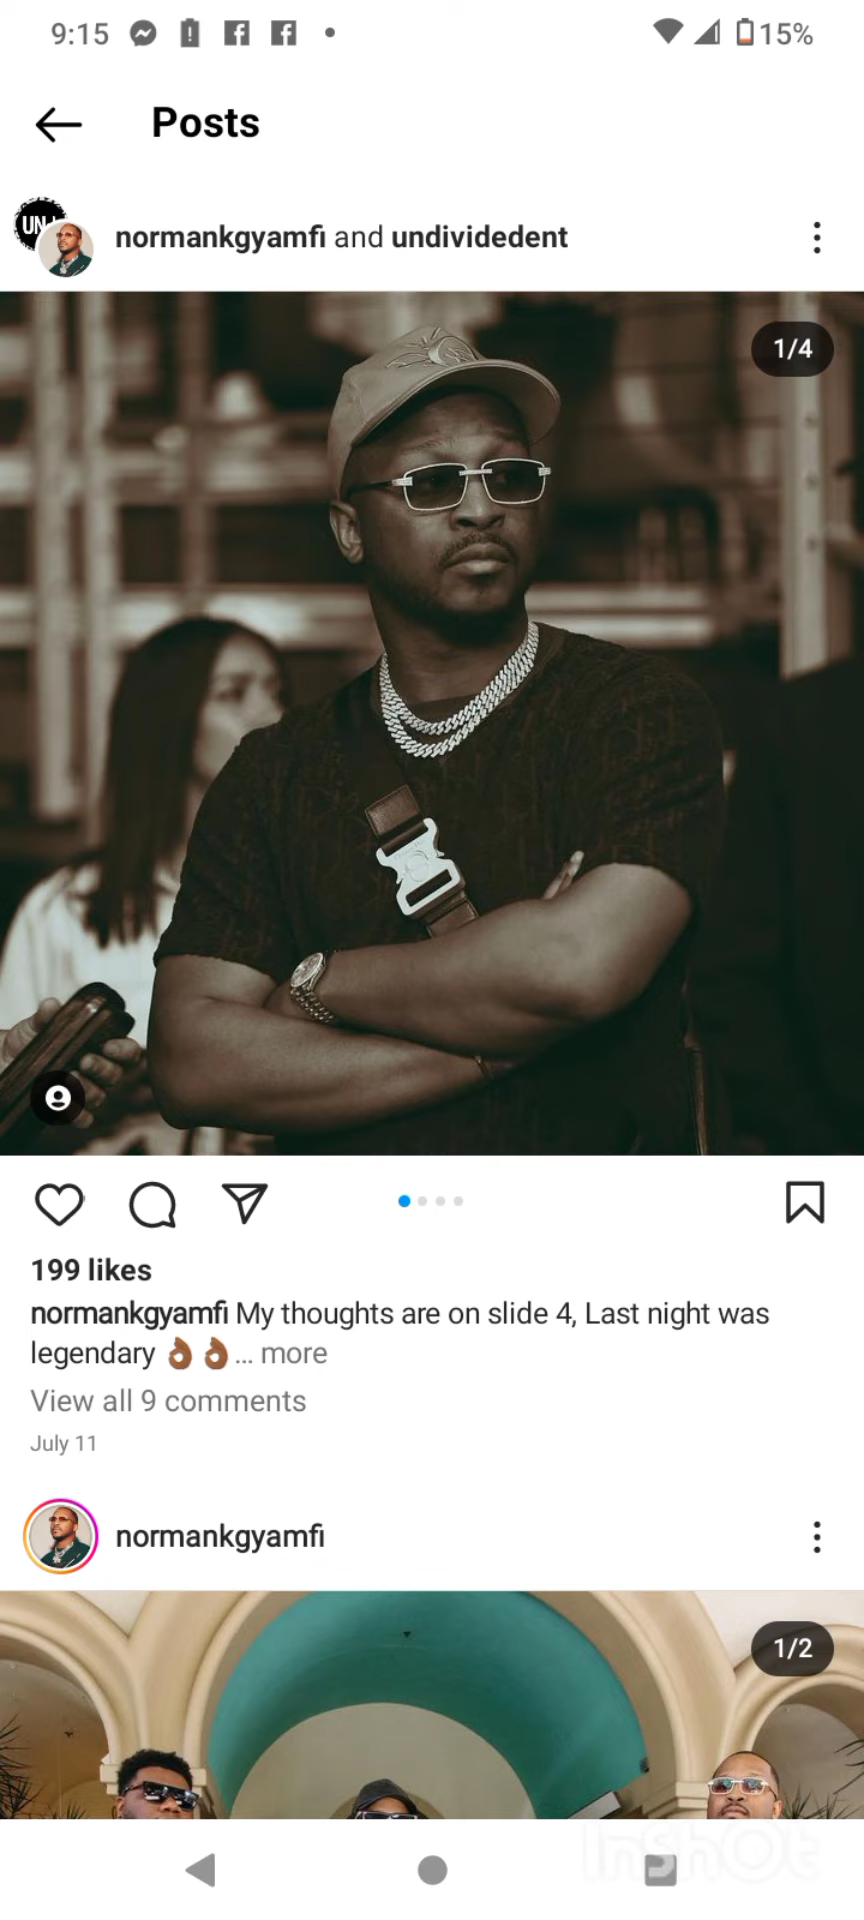 9:15 15%
Posts
UN
normankgyamfi and undividedent
1/4
199 likes
normankgyamfi My thoughts are on slide 4, Last night was
legendary 👌🏾👌🏾... more
View all 9 comments
July 11
normankgyamfi
1/2
InShOt